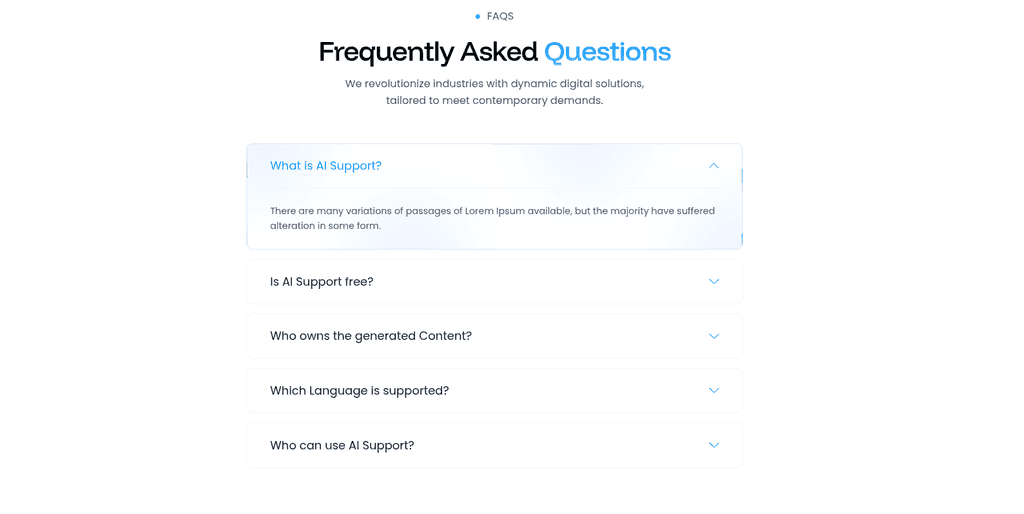 FAQS
Frequently Asked Questions
We revolutionize industries with dynamic digital solutions,
tailored to meet contemporary demands.
What is AI Support?
There are many variations of passages of Lorem Ipsum available, but the majority have suffered
alteration in some form.
Is AI Support free?
Who owns the generated Content?
Which Language is supported?
Who can use AI Support?